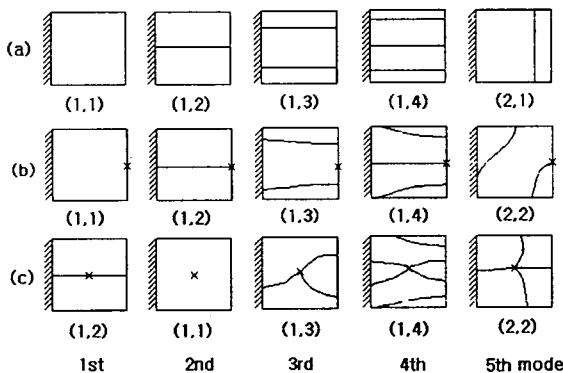 (a)
(1,1) (1,2) (1,3) (1,4) (2,1)
(b)
(1,1) (1,2) (1,3) (1,4) (2,2)
(c)
(1,2) (1,1) (1,3) (1,4) (2,2)
1st 2nd 3rd 4th 5th mode